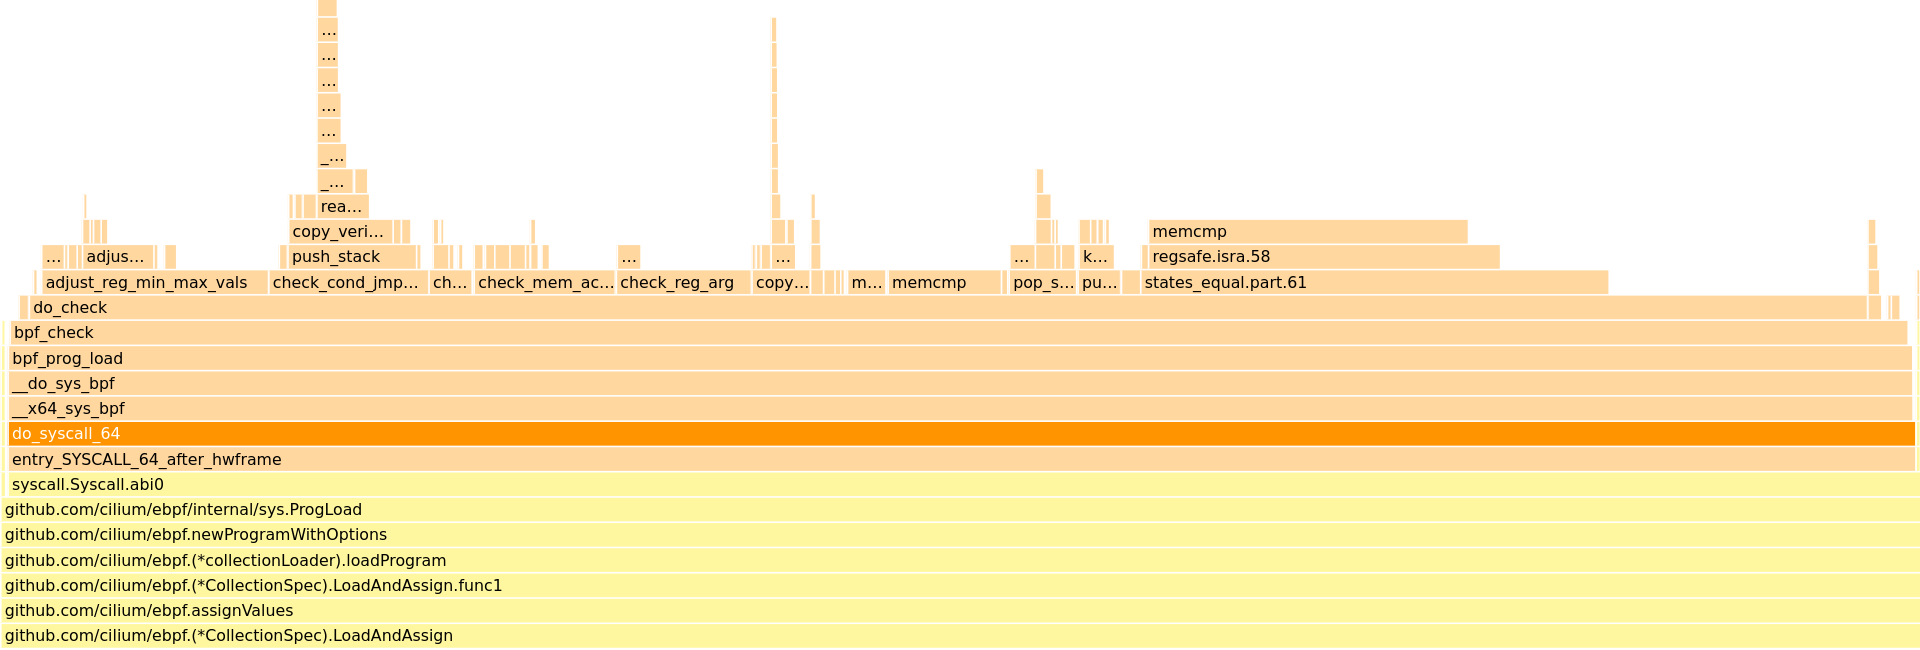 …
…
…
…
…
_…
_…
rea…
copy_veri… memcmp
… adjus… push_stack … … … k… regsafe.isra.58
adjust_reg_min_max_vals check_cond_jmp… ch… check_mem_ac… check_reg_arg copy… m… memcmp pop_s… pu… states_equal.part.61
do_check
bpf_check
bpf_prog_load
__do_sys_bpf
__x64_sys_bpf
do_syscall_64
entry_SYSCALL_64_after_hwframe
syscall.Syscall.abi0
github.com/cilium/ebpf/internal/sys.ProgLoad
github.com/cilium/ebpf.newProgramWithOptions
github.com/cilium/ebpf.(*collectionLoader).loadProgram
github.com/cilium/ebpf.(*CollectionSpec).LoadAndAssign.func1
github.com/cilium/ebpf.assignValues
github.com/cilium/ebpf.(*CollectionSpec).LoadAndAssign